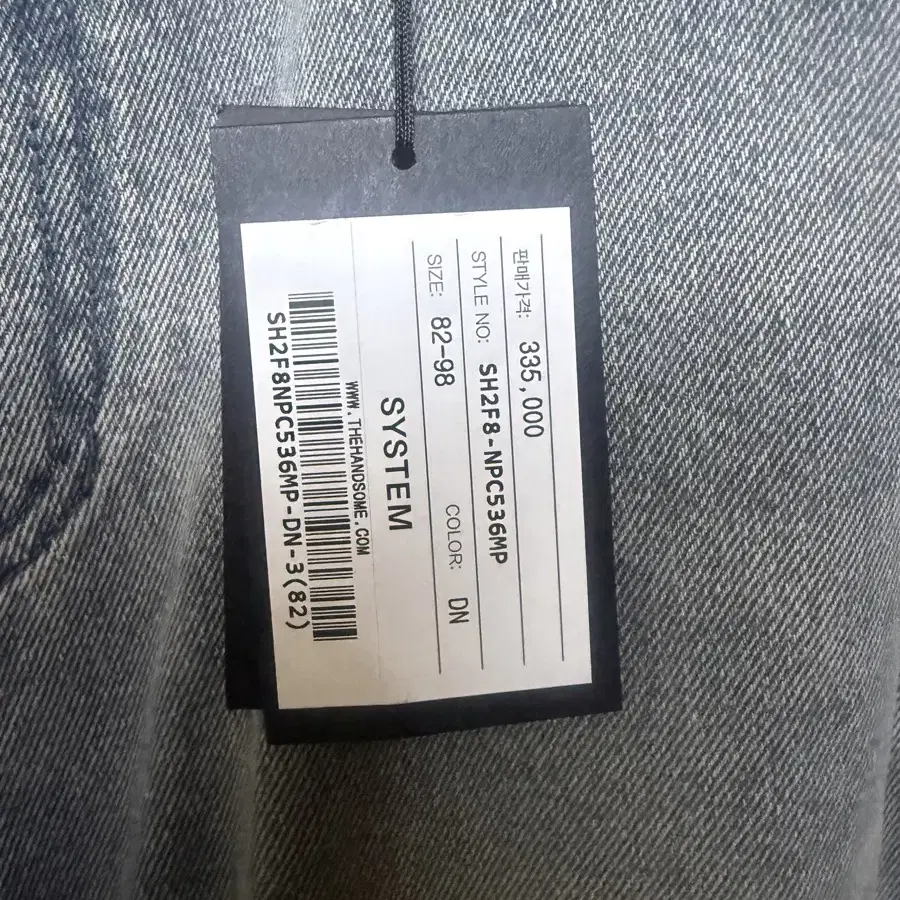 판매가격: 335,000
STYLE NO: SH2F8-NPC536MP
SIZE: 82-98 COLOR: DN
SYSTEM
WWW.THEHANDSOME.COM
SH2F8NPC536MP-DN-3(82)